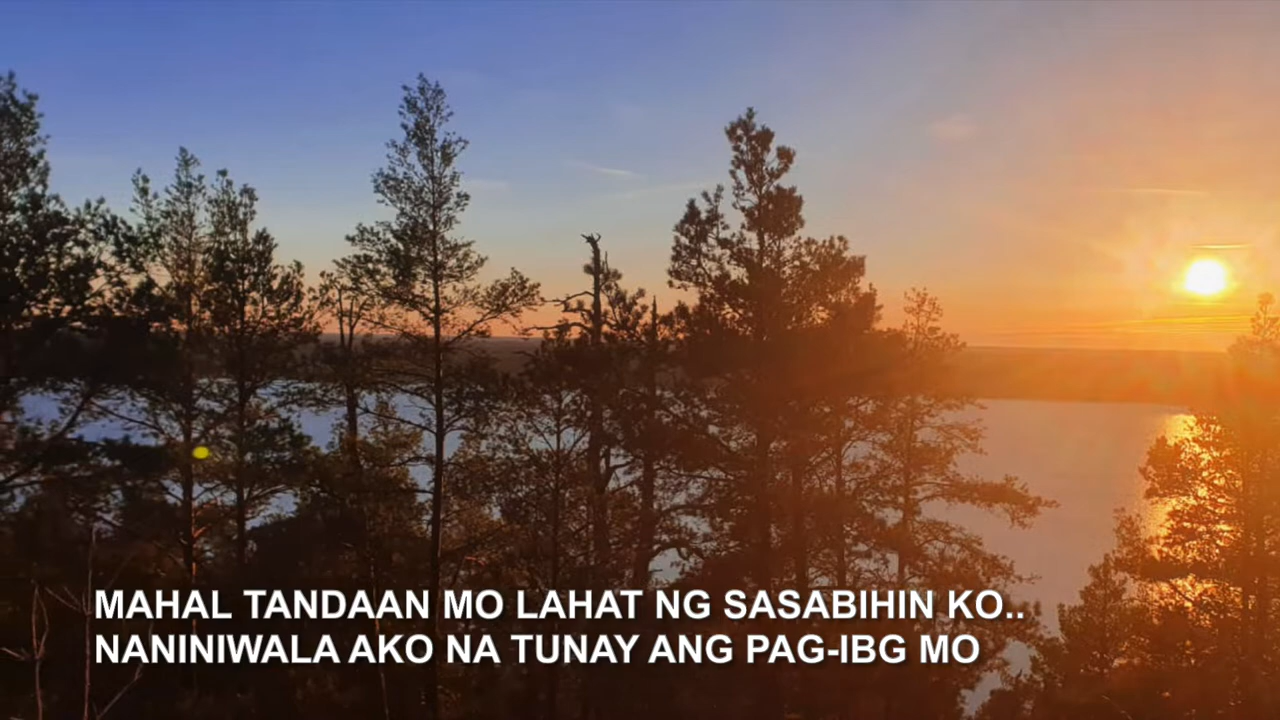 MAHAL TANDAAN MO LAHAT NG SASABIHIN KO..
NANINIWALA AKO NA TUNAY ANG PAG-IBG MO